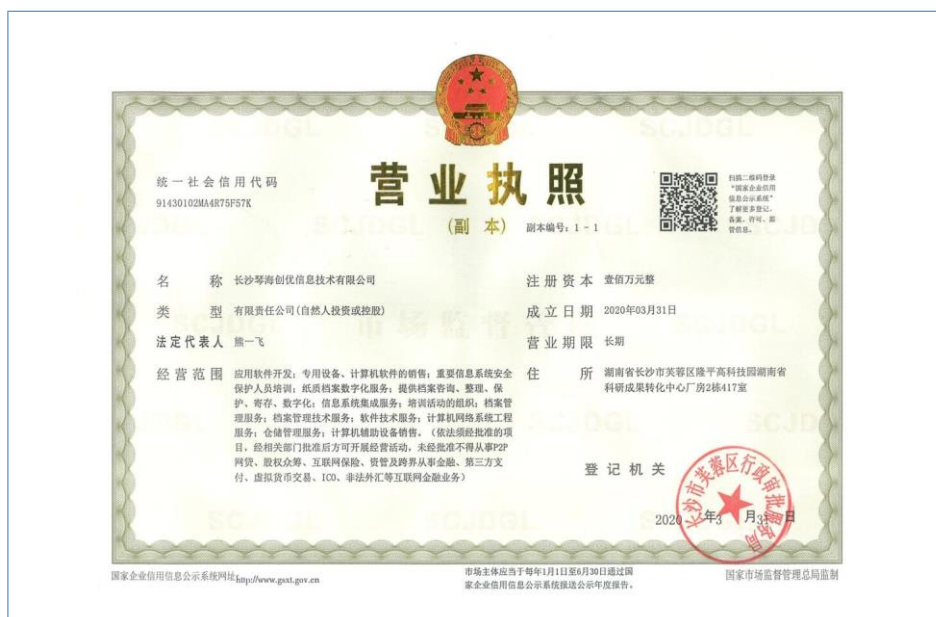 营业执照
(副 本)
副本编号：1 - 1
统一社会信用代码
91430102MA4R75F57K
扫描二维码登录
“国家企业信用
信息公示系统”
了解更多登记、
备案、许可、监
管信息。
名 称 长沙琴海创优信息技术有限公司
类 型 有限责任公司(自然人投资或控股)
法定代表人 熊一飞
经营范围 应用软件开发；专用设备、计算机软件的销售；重要信息系统安全
保护人员培训；纸质档案数字化服务；提供档案咨询、整理、保
护、寄存、数字化；信息系统集成服务；培训活动的组织；档案管
理服务；档案管理技术服务；软件技术服务；计算机网络系统工程
服务；仓储管理服务；计算机辅助设备销售。（依法须经批准的项
目，经相关部门批准后方可开展经营活动，未经批准不得从事P2P
网贷、股权众筹、互联网保险、资管及跨界从事金融、第三方支
付、虚拟货币交易、ICO、非法外汇等互联网金融业务）
注册资本 壹佰万元整
成立日期 2020年03月31日
营业期限 长期
住 所 湖南省长沙市芙蓉区隆平高科技园湖南省
科研成果转化中心厂房2栋417室
登记机关
长沙市芙蓉区行政审批服务局
2020 年3 月31 日
国家企业信用信息公示系统网址:http://www.gsxt.gov.cn
市场主体应当于每年1月1日至6月30日通过国
家企业信用信息公示系统报送公示年度报告。
国家市场监督管理总局监制